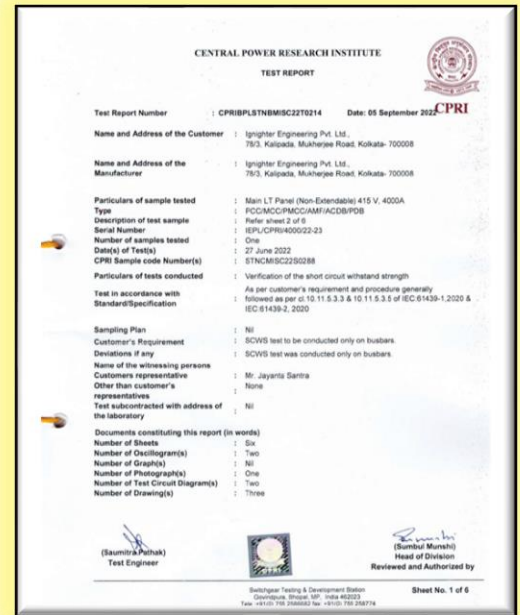 CENTRAL POWER RESEARCH INSTITUTE
TEST REPORT
CPRI
Test Report Number : CPRIBPLSTNBMISC22T0214 Date: 05 September 2022
Name and Address of the Customer : Ignighter Engineering Pvt. Ltd.,
78/3, Kalipada, Mukherjee Road, Kolkata- 700008
Name and Address of the Manufacturer : Ignighter Engineering Pvt. Ltd.,
78/3, Kalipada, Mukherjee Road, Kolkata- 700008
Particulars of sample tested : Main LT Panel (Non-Extendable) 415 V, 4000A
Type : PCC/MCC/PMCC/AMF/ACDB/PDB
Description of test sample : Refer sheet 2 of 6
Serial Number : IEPL/CPRI/4000/22-23
Number of samples tested : One
Date(s) of Test(s) : 27 June 2022
CPRI Sample code Number(s) : STNCMISC22S0288
Particulars of tests conducted : Verification of the short circuit withstand strength
Test in accordance with Standard/Specification : As per customer's requirement and procedure generally
followed as per cl.10.11.5.3.3 & 10.11.5.3.5 of IEC:61439-1,2020 &
IEC:61439-2, 2020
Sampling Plan : Nil
Customer's Requirement : SCWS test to be conducted only on busbars.
Deviations if any : SCWS test was conducted only on busbars.
Name of the witnessing persons
Customers representative : Mr. Jayanta Santra
Other than customer's representatives : None
Test subcontracted with address of the laboratory : Nil
Documents constituting this report (in words)
Number of Sheets : Six
Number of Oscillogram(s) : Two
Number of Graph(s) : Nil
Number of Photograph(s) : One
Number of Test Circuit Diagram(s) : Two
Number of Drawing(s) : Three
(Saumitra Pathak)
Test Engineer
(Sumbul Munshi)
Head of Division
Reviewed and Authorized by
Switchgear Testing & Development Station
Govindpura, Bhopal, MP, India 462023
Sheet No. 1 of 6